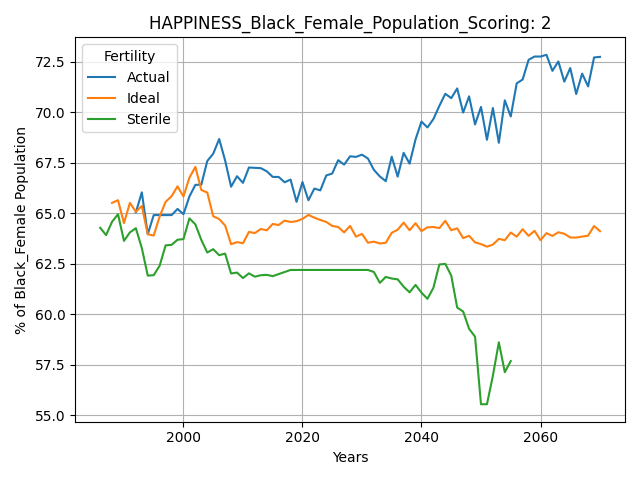 HAPPINESS_Black_Female_Population_Scoring: 2
Fertility
Actual
Ideal
Sterile
% of Black_Female Population
72.5
70.0
67.5
65.0
62.5
60.0
57.5
55.0
2000
2020
2040
2060
Years